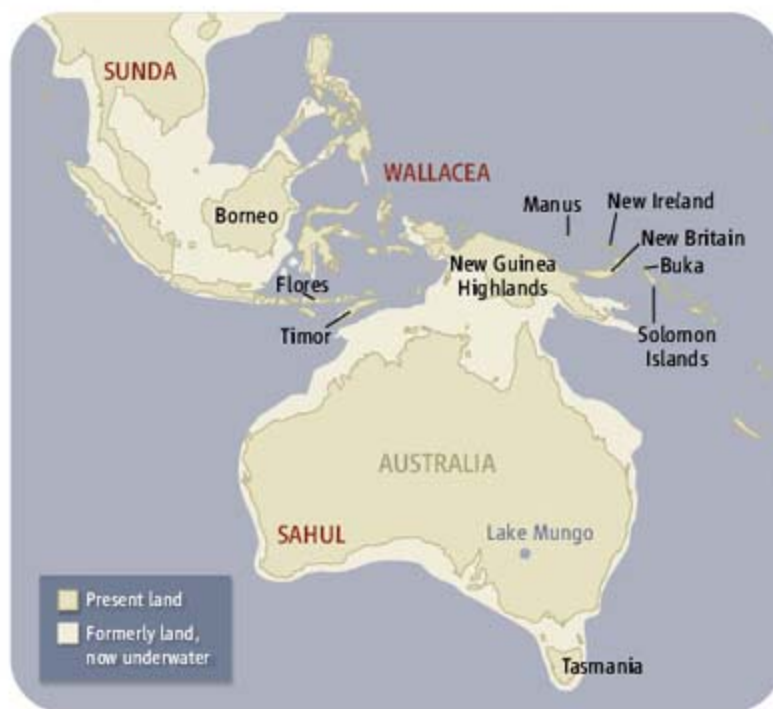 SUNDA
WALLACEA
Borneo
Manus
New Ireland
New Britain
Buka
New Guinea
Highlands
Flores
Timor
Solomon
Islands
AUSTRALIA
SAHUL
Lake Mungo
Present land
Formerly land,
now underwater
Tasmania